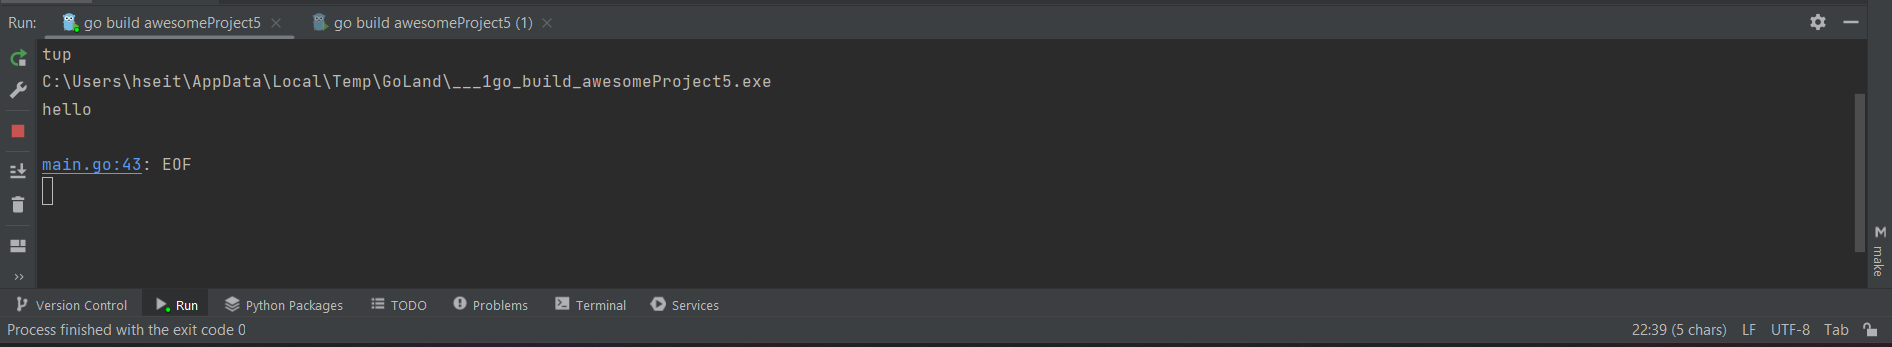 Run: go build awesomeProject5 × go build awesomeProject5 (1) ×
tup
C:\Users\hseit\AppData\Local\Temp\GoLand\___1go_build_awesomeProject5.exe
hello
main.go:43: EOF
make
Version Control Run Python Packages TODO Problems Terminal Services
Process finished with the exit code 0 22:39 (5 chars) LF UTF-8 Tab